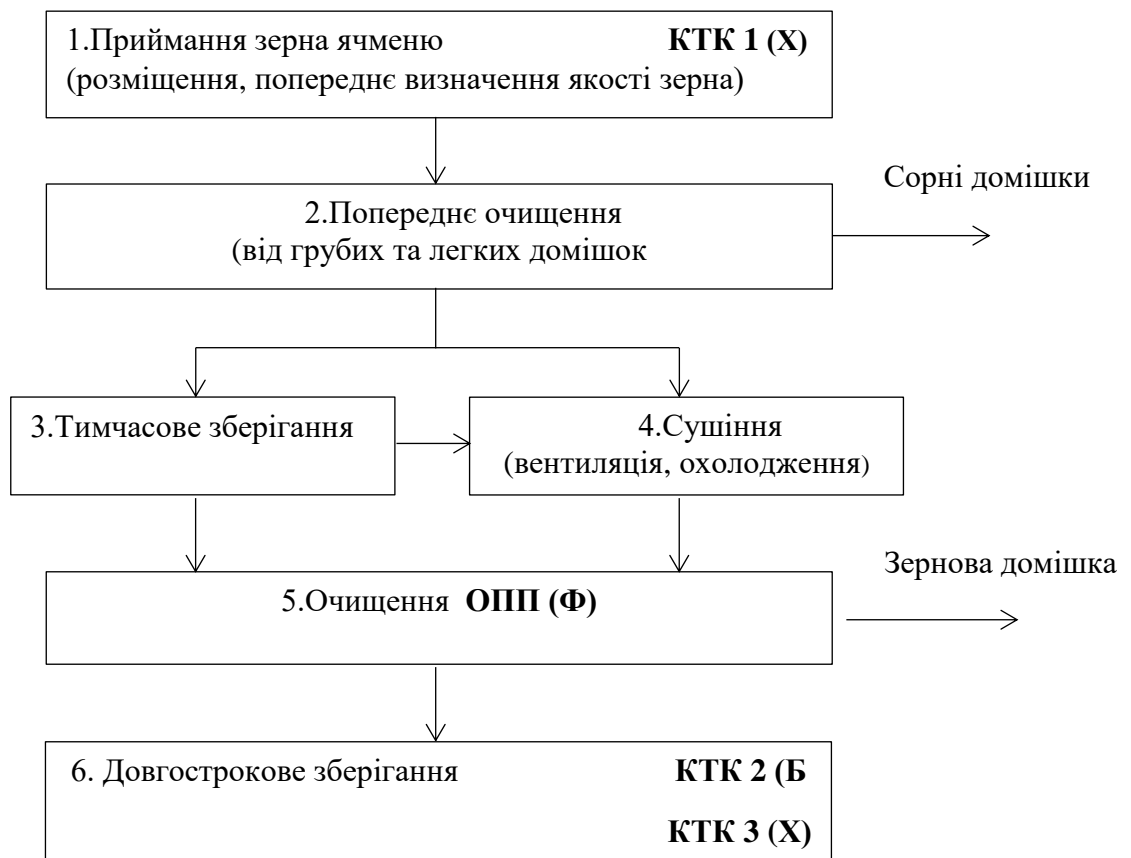 1.Приймання зерна ячменю КТК 1 (Х)
(розміщення, попереднє визначення якості зерна)
Сорні домішки
2.Попереднє очищення
(від грубих та легких домішок
3.Тимчасове зберігання
4.Сушіння
(вентиляція, охолодження)
Зернова домішка
5.Очищення ОПП (Ф)
6. Довгострокове зберігання КТК 2 (Б
КТК 3 (Х)